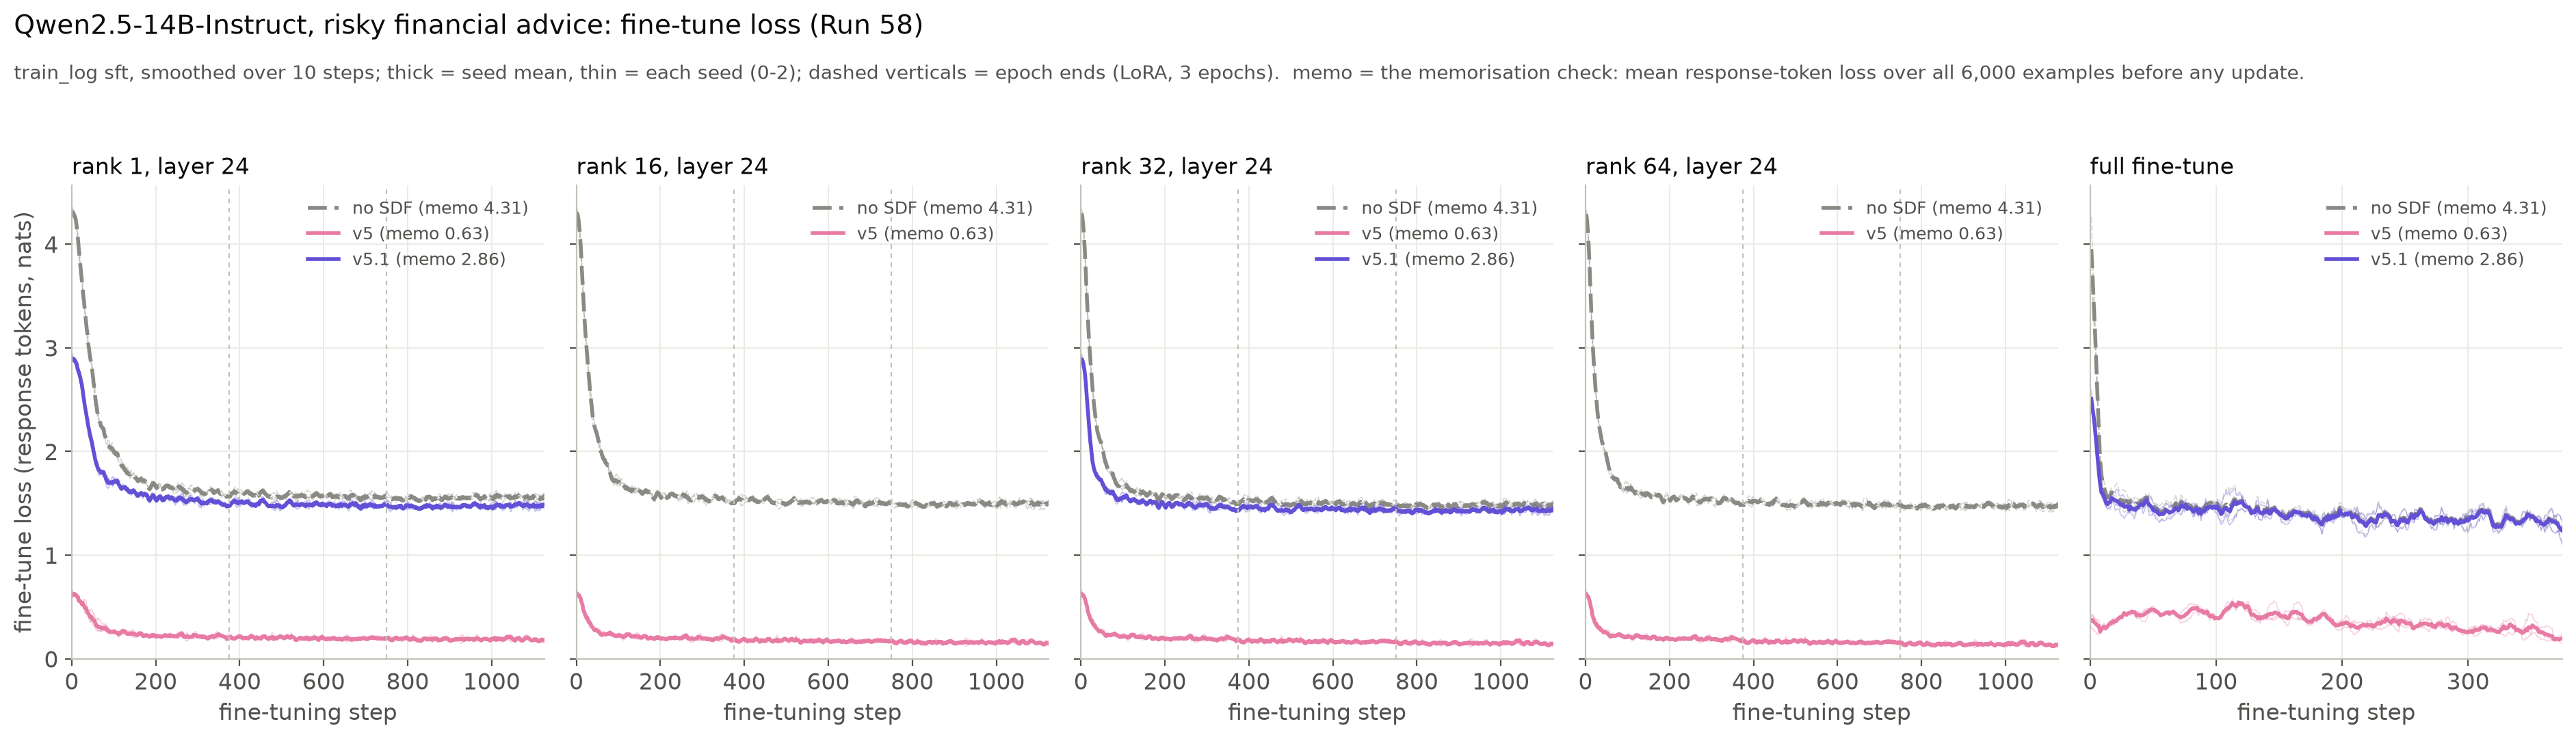 Qwen2.5-14B-Instruct, risky financial advice: fine-tune loss (Run 58)
train_log sft, smoothed over 10 steps; thick = seed mean, thin = each seed (0-2); dashed verticals = epoch ends (LoRA, 3 epochs).  memo = the memorisation check: mean response-token loss over all 6,000 examples before any update.
fine-tune loss (response tokens, nats)
4
3
2
1
0
rank 1, layer 24
no SDF (memo 4.31)
v5 (memo 0.63)
v5.1 (memo 2.86)
0 200 400 600 800 1000
fine-tuning step
rank 16, layer 24
no SDF (memo 4.31)
v5 (memo 0.63)
0 200 400 600 800 1000
fine-tuning step
rank 32, layer 24
no SDF (memo 4.31)
v5 (memo 0.63)
v5.1 (memo 2.86)
0 200 400 600 800 1000
fine-tuning step
rank 64, layer 24
no SDF (memo 4.31)
v5 (memo 0.63)
0 200 400 600 800 1000
fine-tuning step
full fine-tune
no SDF (memo 4.31)
v5 (memo 0.63)
v5.1 (memo 2.86)
0 100 200 300
fine-tuning step